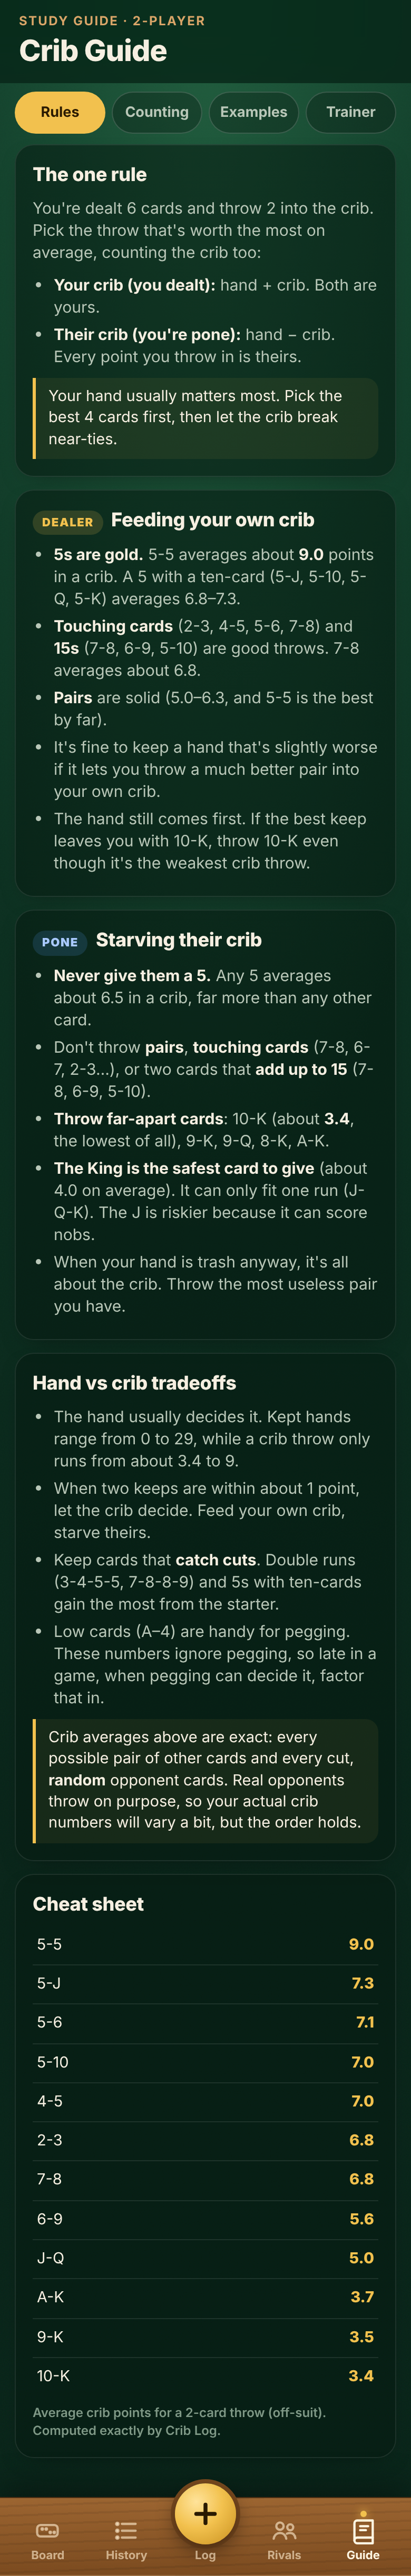 STUDY GUIDE · 2-PLAYER
Crib Guide
Rules
Counting
Examples
Trainer
The one rule
You're dealt 6 cards and throw 2 into the crib.
Pick the throw that's worth the most on
average, counting the crib too:
• Your crib (you dealt): hand + crib. Both are
yours.
• Their crib (you're pone): hand − crib.
Every point you throw in is theirs.
Your hand usually matters most. Pick the
best 4 cards first, then let the crib break
near-ties.
DEALER Feeding your own crib
• 5s are gold. 5-5 averages about 9.0 points
in a crib. A 5 with a ten-card (5-J, 5-10, 5-
Q, 5-K) averages 6.8–7.3.
• Touching cards (2-3, 4-5, 5-6, 7-8) and
15s (7-8, 6-9, 5-10) are good throws. 7-8
averages about 6.8.
• Pairs are solid (5.0–6.3, and 5-5 is the best
by far).
• It's fine to keep a hand that's slightly worse
if it lets you throw a much better pair into
your own crib.
• The hand still comes first. If the best keep
leaves you with 10-K, throw 10-K even
though it's the weakest crib throw.
PONE Starving their crib
• Never give them a 5. Any 5 averages
about 6.5 in a crib, far more than any other
card.
• Don't throw pairs, touching cards (7-8, 6-
7, 2-3…), or two cards that add up to 15 (7-
8, 6-9, 5-10).
• Throw far-apart cards: 10-K (about 3.4,
the lowest of all), 9-K, 9-Q, 8-K, A-K.
• The King is the safest card to give (about
4.0 on average). It can only fit one run (J-
Q-K). The J is riskier because it can score
nobs.
• When your hand is trash anyway, it's all
about the crib. Throw the most useless pair
you have.
Hand vs crib tradeoffs
• The hand usually decides it. Kept hands
range from 0 to 29, while a crib throw only
runs from about 3.4 to 9.
• When two keeps are within about 1 point,
let the crib decide. Feed your own crib,
starve theirs.
• Keep cards that catch cuts. Double runs
(3-4-5-5, 7-8-8-9) and 5s with ten-cards
gain the most from the starter.
• Low cards (A–4) are handy for pegging.
These numbers ignore pegging, so late in a
game, when pegging can decide it, factor
that in.
Crib averages above are exact: every
possible pair of other cards and every cut,
random opponent cards. Real opponents
throw on purpose, so your actual crib
numbers will vary a bit, but the order holds.
Cheat sheet
5-5 9.0
5-J 7.3
5-6 7.1
5-10 7.0
4-5 7.0
2-3 6.8
7-8 6.8
6-9 5.6
J-Q 5.0
A-K 3.7
9-K 3.5
10-K 3.4
Average crib points for a 2-card throw (off-suit).
Computed exactly by Crib Log.
Board
History
Log
Rivals
Guide